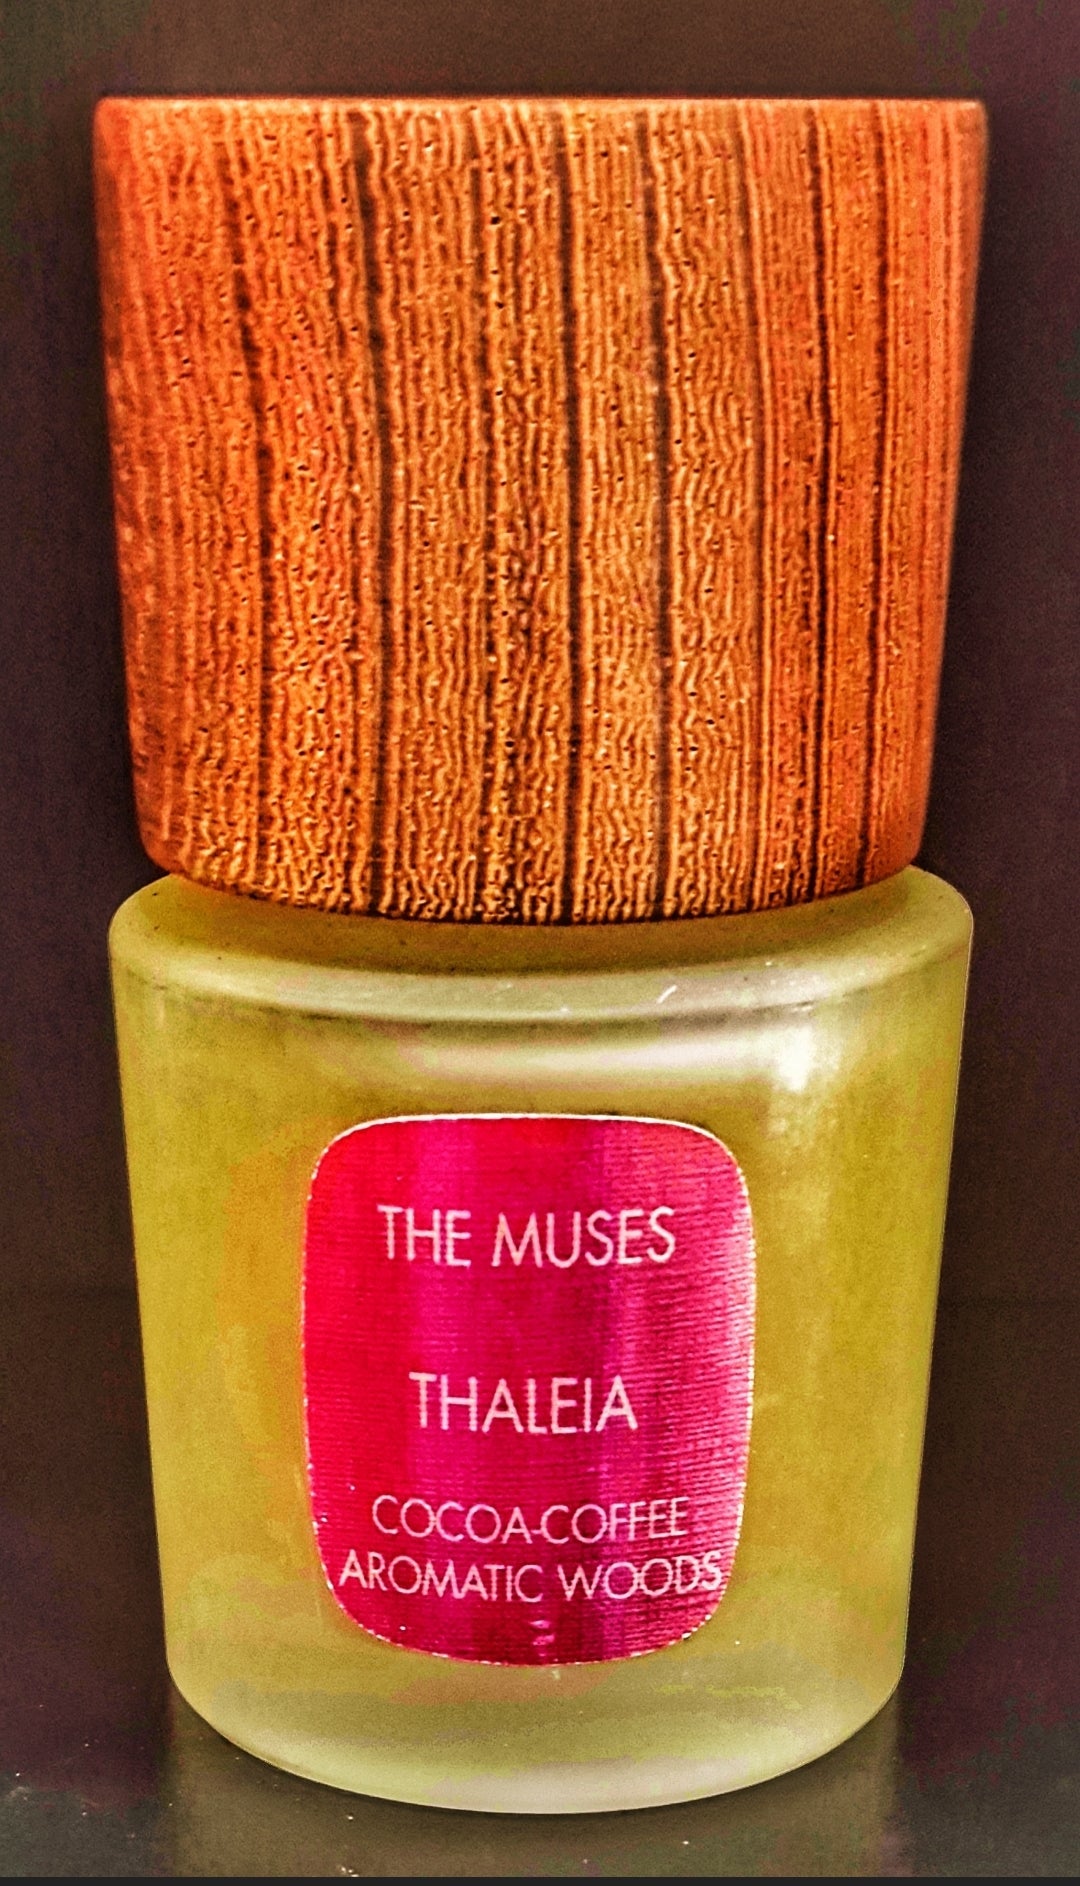 THE MUSES
THALEIA
COCOA-COFFEE
AROMATIC WOODS